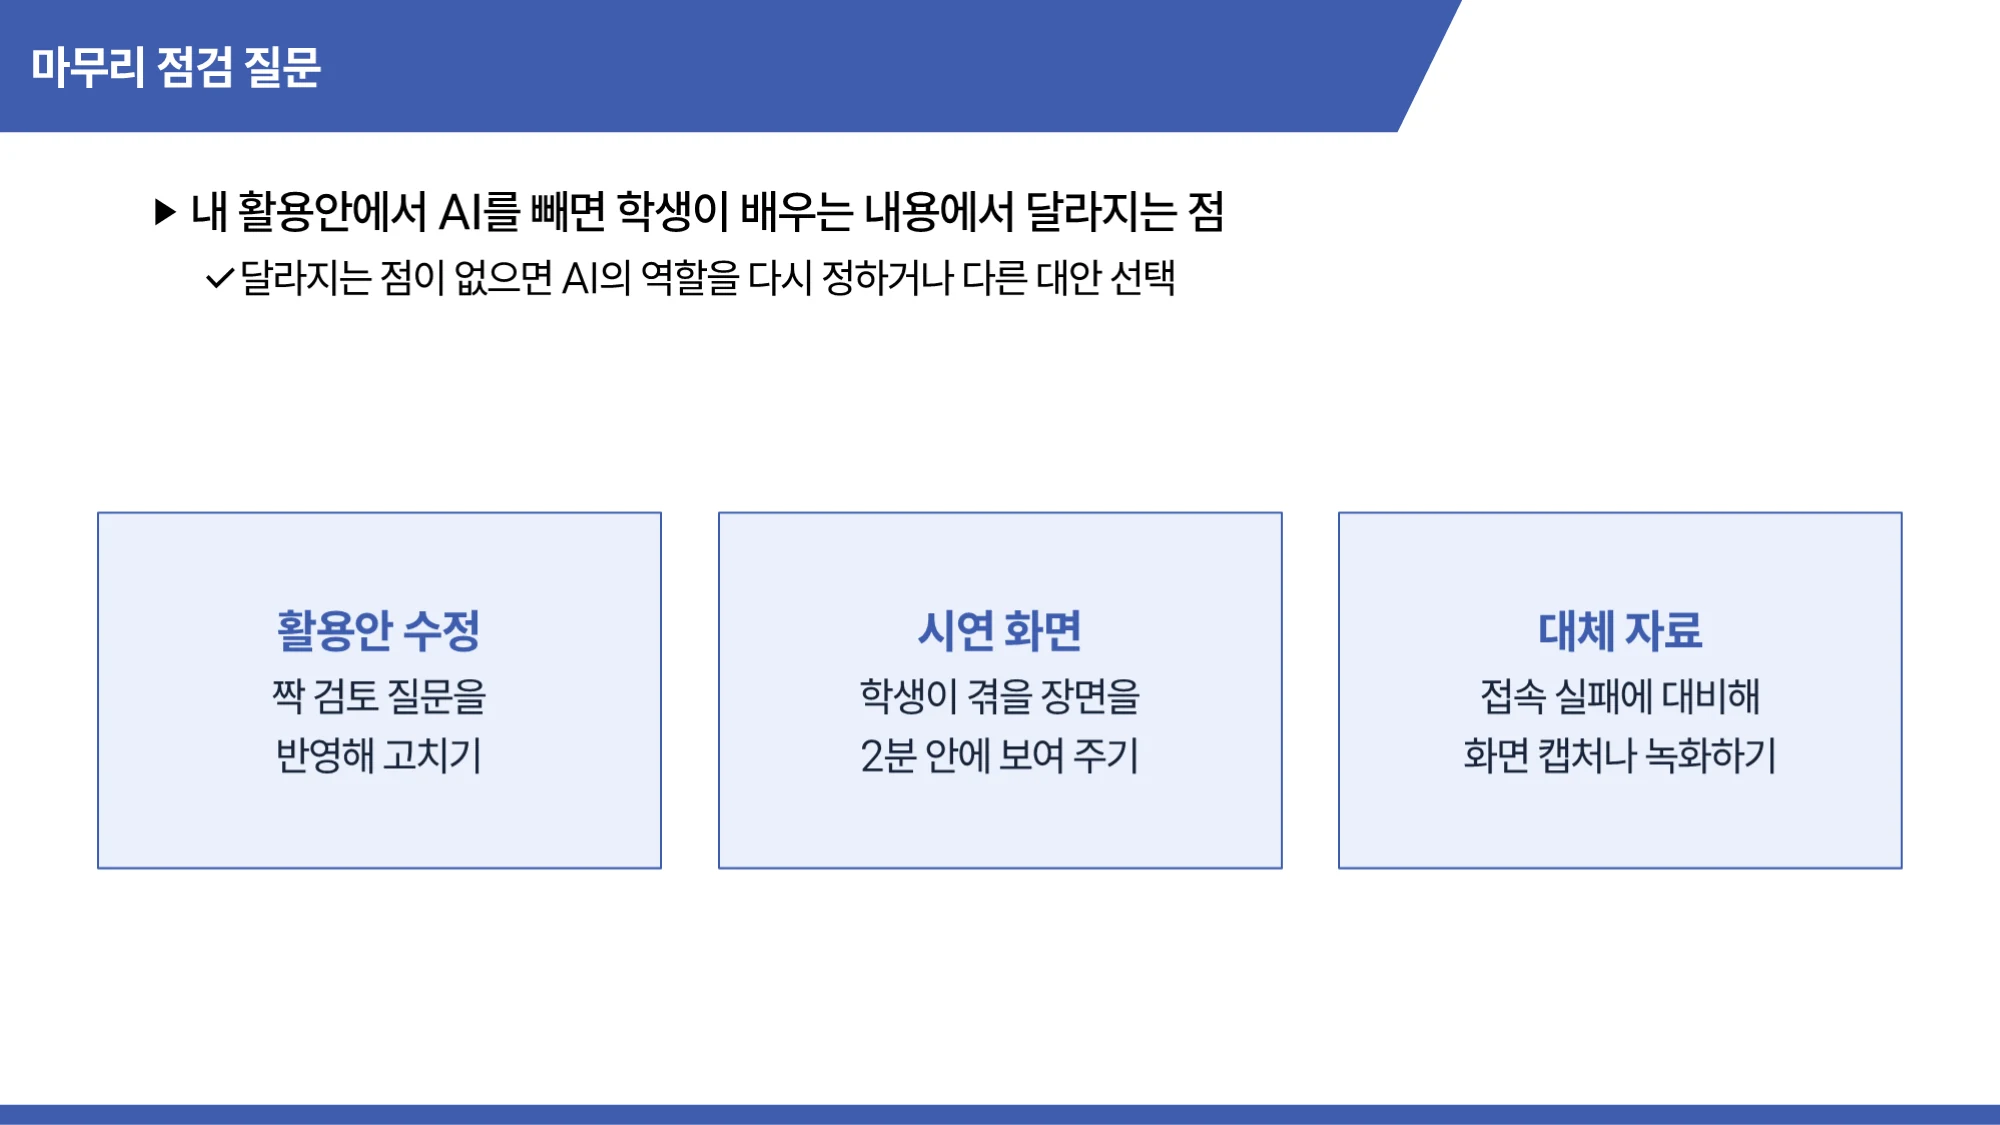 마무리 점검 질문
▶ 내 활용안에서 AI를 빼면 학생이 배우는 내용에서 달라지는 점
✓ 달라지는 점이 없으면 AI의 역할을 다시 정하거나 다른 대안 선택
활용안 수정
짝 검토 질문을
반영해 고치기
시연 화면
학생이 겪을 장면을
2분 안에 보여 주기
대체 자료
접속 실패에 대비해
화면 캡처나 녹화하기